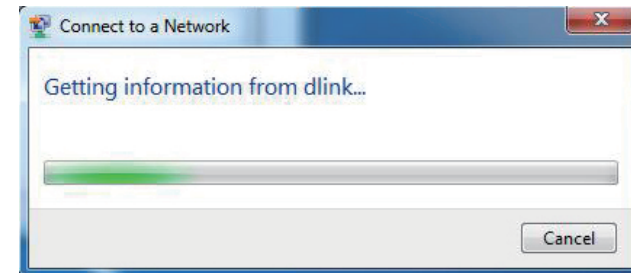 Connect to a Network
Getting information from dlink...
Cancel